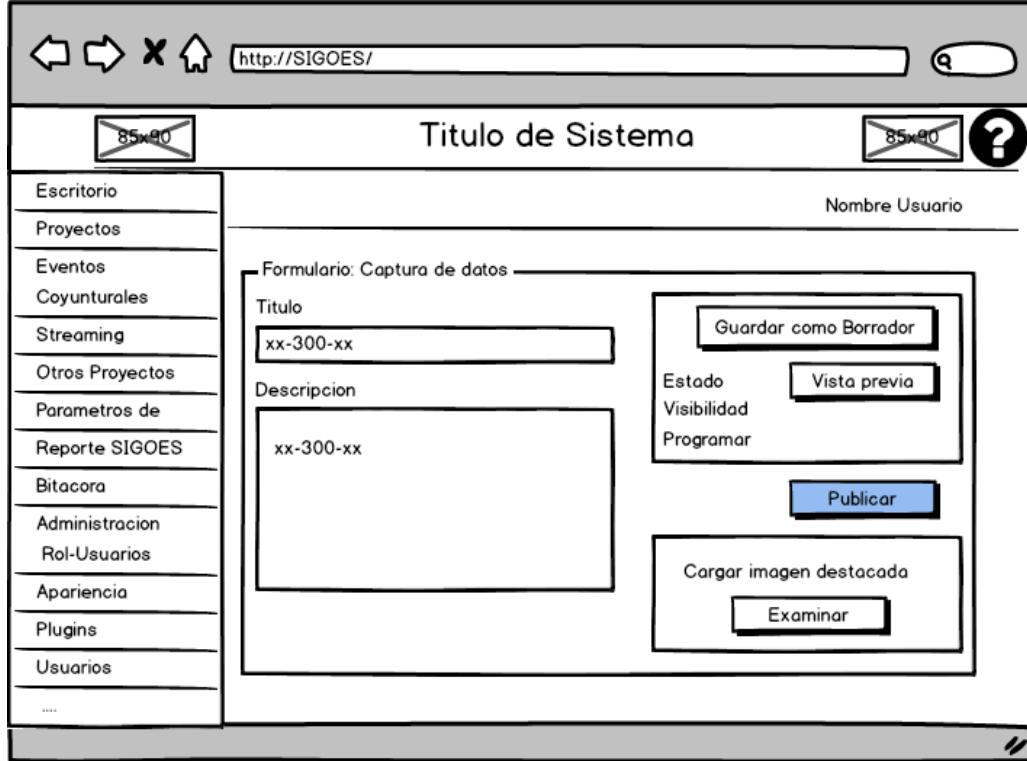 http://SIGOES/
85x90
Titulo de Sistema
85x90
?
Nombre Usuario
Escritorio
Proyectos
Eventos
Coyunturales
Streaming
Otros Proyectos
Parametros de
Reporte SIGOES
Bitacora
Administracion
Rol-Usuarios
Apariencia
Plugins
Usuarios
....
Formulario: Captura de datos
Titulo
xx-300-xx
Descripcion
xx-300-xx
Guardar como Borrador
Estado
Vista previa
Visibilidad
Programar
Publicar
Cargar imagen destacada
Examinar